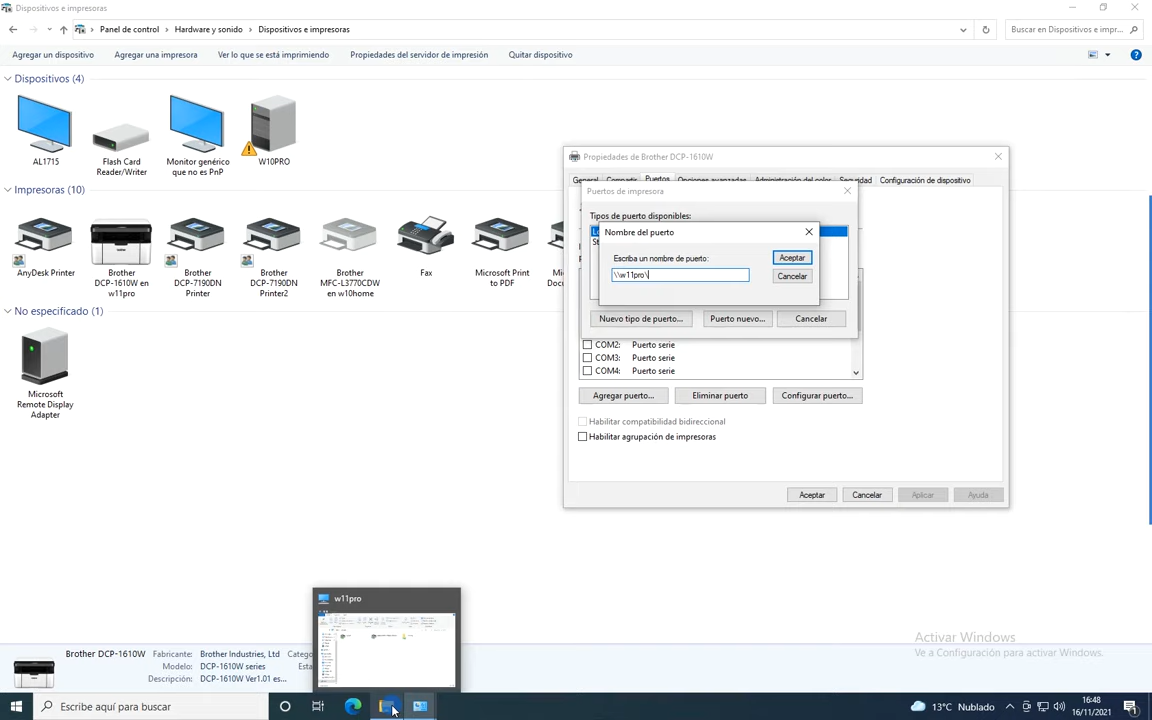 Dispositivos e impresoras
Panel de control > Hardware y sonido > Dispositivos e impresoras
Buscar en Dispositivos e impr...
Agregar un dispositivo Agregar una impresora Ver lo que se está imprimiendo Propiedades del servidor de impresión Quitar dispositivo
Dispositivos (4)
AL1715
Flash Card
Reader/Writer
Monitor genérico
que no es PnP
W10PRO
Impresoras (10)
AnyDesk Printer
Brother
DCP-1610W en
w11pro
Brother
DCP-7190DN
Printer
Brother
DCP-7190DN
Printer2
Brother
MFC-L3770CDW
en w10home
Fax
Microsoft Print
to PDF
No especificado (1)
Microsoft
Remote Display
Adapter
Propiedades de Brother DCP-1610W
General Compartir Puertos Opciones avanzadas Administración del color Seguridad Configuración de dispositivo
Puertos de impresora
Tipos de puerto disponibles:
Nombre del puerto
Escriba un nombre de puerto:
\\w11pro\
Aceptar
Cancelar
Nuevo tipo de puerto... Puerto nuevo... Cancelar
COM2: Puerto serie
COM3: Puerto serie
COM4: Puerto serie
Agregar puerto... Eliminar puerto Configurar puerto...
Habilitar compatibilidad bidireccional
Habilitar agrupación de impresoras
Aceptar Cancelar Aplicar Ayuda
w11pro
Activar Windows
Ve a Configuración para activar Windows.
Brother DCP-1610W Fabricante: Brother Industries, Ltd
Modelo: DCP-1610W series
Descripción: DCP-1610W Ver1.01 es...
Escribe aquí para buscar
13°C Nublado
16:48
16/11/2021